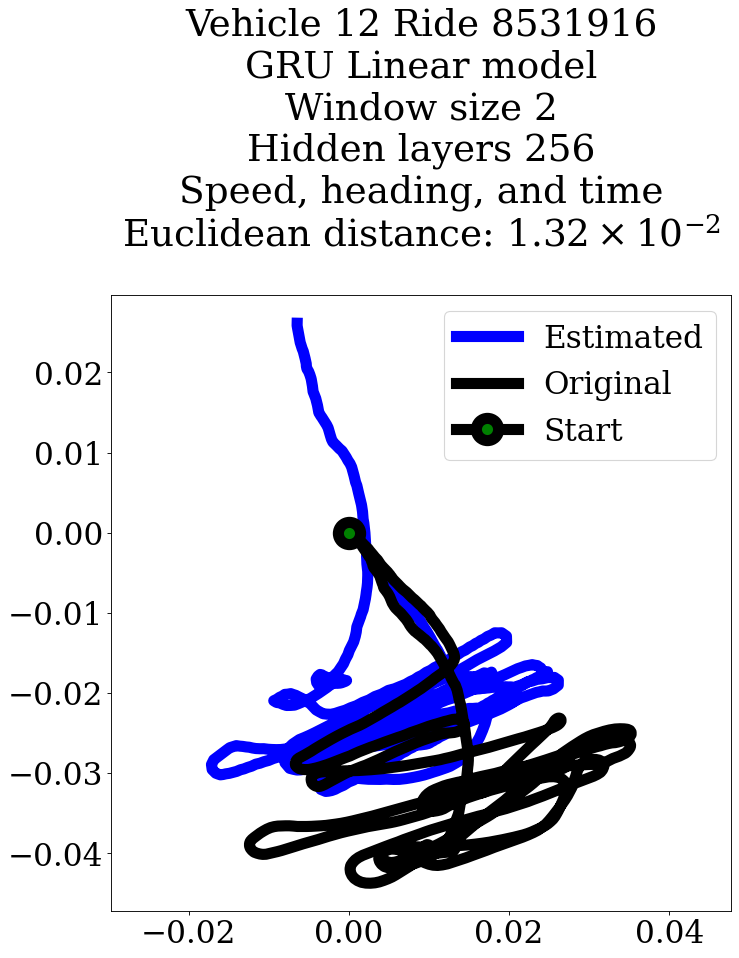 Vehicle 12 Ride 8531916
GRU Linear model
Window size 2
Hidden layers 256
Speed, heading, and time
Euclidean distance: 1.32 × 10⁻²
Estimated
Original
Start
0.02
0.01
0.00
−0.01
−0.02
−0.03
−0.04
−0.02 0.00 0.02 0.04